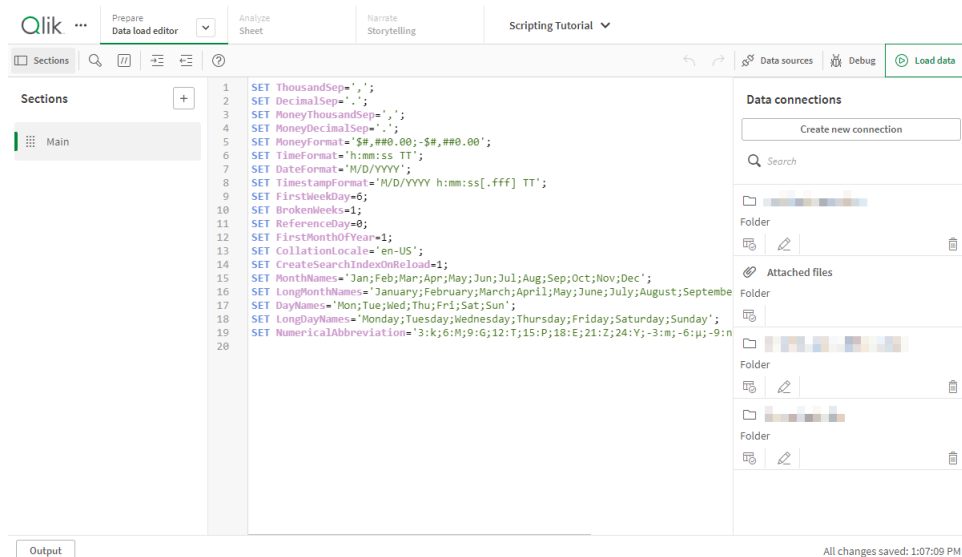 Qlik
Prepare
Data load editor
Analyze
Sheet
Narrate
Storytelling
Scripting Tutorial
Sections
Data sources
Debug
Load data
Sections
Main
1 SET ThousandSep=',';
2 SET DecimalSep='.';
3 SET MoneyThousandSep=',';
4 SET MoneyDecimalSep='.';
5 SET MoneyFormat='$#,##0.00;-$#,##0.00';
6 SET TimeFormat='h:mm:ss TT';
7 SET DateFormat='M/D/YYYY';
8 SET TimestampFormat='M/D/YYYY h:mm:ss[.fff] TT';
9 SET FirstWeekDay=6;
10 SET BrokenWeeks=1;
11 SET ReferenceDay=0;
12 SET FirstMonthOfYear=1;
13 SET CollationLocale='en-US';
14 SET CreateSearchIndexOnReload=1;
15 SET MonthNames='Jan;Feb;Mar;Apr;May;Jun;Jul;Aug;Sep;Oct;Nov;Dec';
16 SET LongMonthNames='January;February;March;April;May;June;July;August;Septembe
17 SET DayNames='Mon;Tue;Wed;Thu;Fri;Sat;Sun';
18 SET LongDayNames='Monday;Tuesday;Wednesday;Thursday;Friday;Saturday;Sunday';
19 SET NumericalAbbreviation='3:k;6:M;9:G;12:T;15:P;18:E;21:Z;24:Y;-3:m;-6:μ;-9:n
20
Data connections
Create new connection
Search
Folder
Attached files
Folder
Folder
Folder
Output
All changes saved: 1:07:09 PM